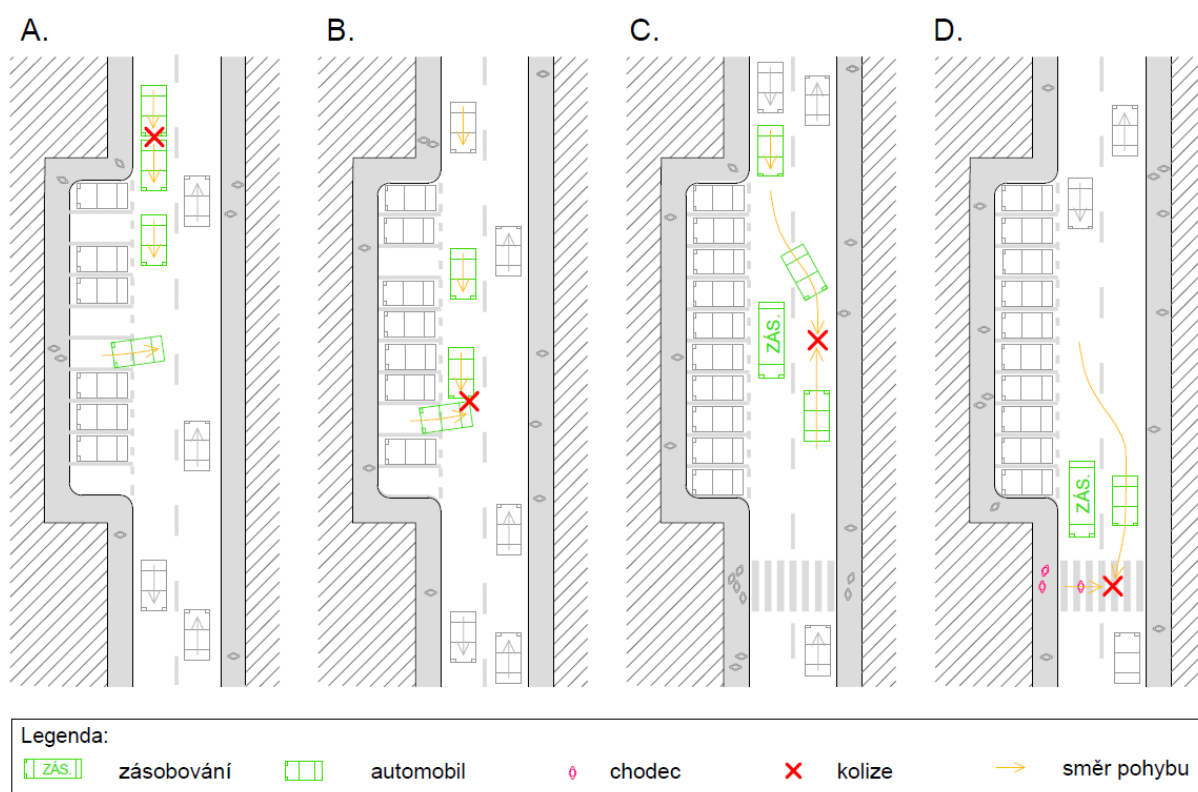 A.
B.
C.
D.
ZÁS.
ZÁS.
Legenda:
ZÁS. zásobování automobil chodec kolize směr pohybu